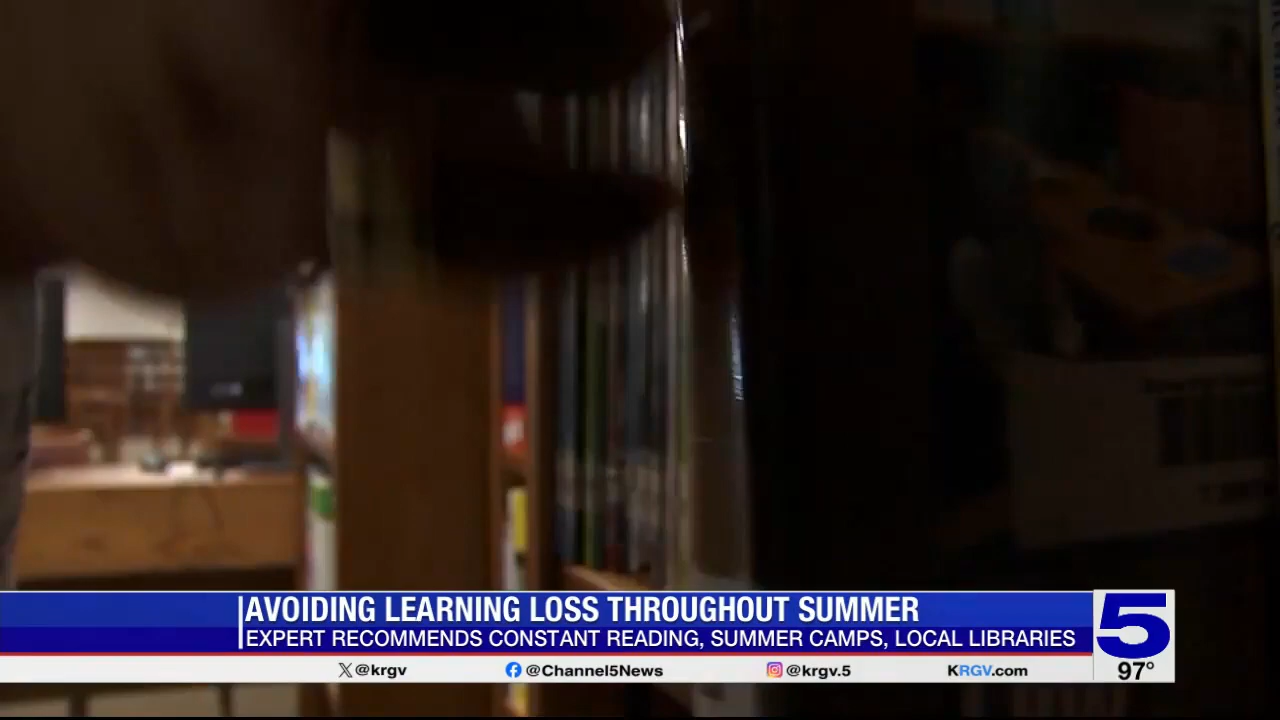 AVOIDING LEARNING LOSS THROUGHOUT SUMMER
EXPERT RECOMMENDS CONSTANT READING, SUMMER CAMPS, LOCAL LIBRARIES
5
@krgv @Channel5News @krgv.5 KRGV.com 97°